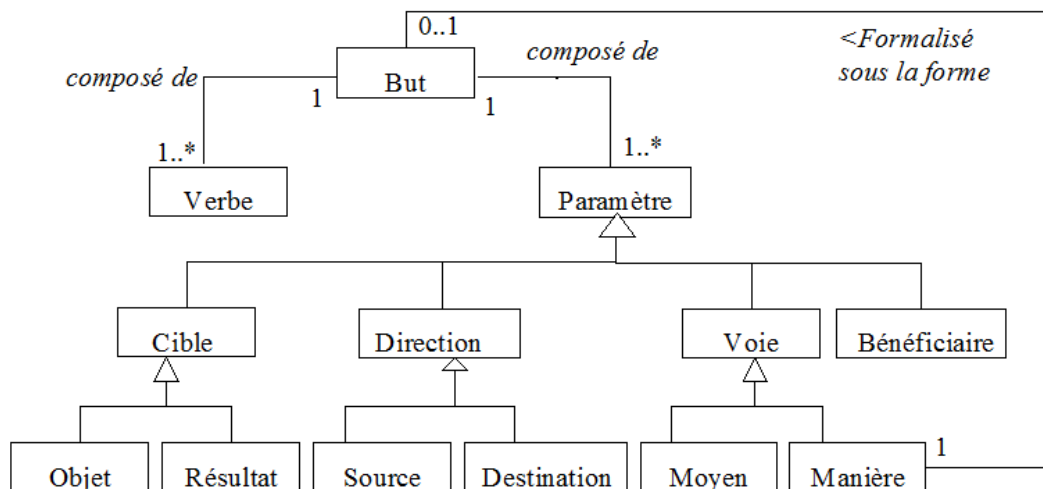 0..1
<Formalisé
sous la forme
composé de
But
composé de
1
1
1..*
1..*
Verbe
Paramètre
Cible
Direction
Voie
Bénéficiaire
Objet
Résultat
Source
Destination
Moyen
Manière
1